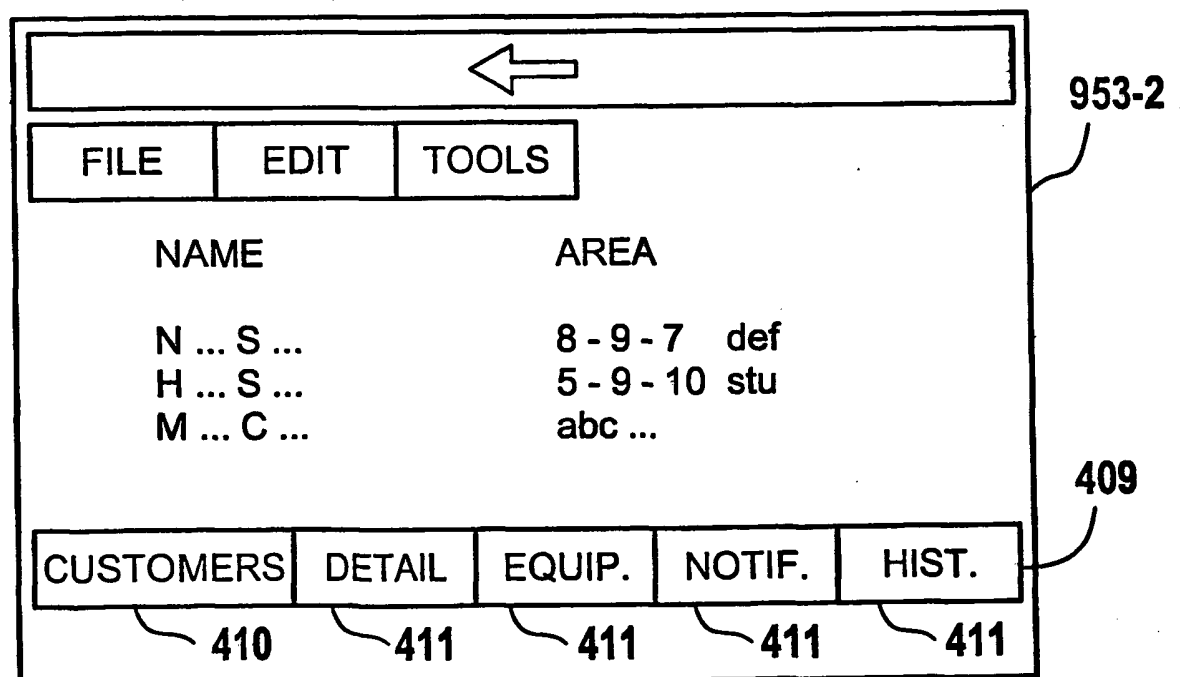 953-2
FILE EDIT TOOLS
NAME AREA
N ... S ... 8 - 9 - 7 def
H ... S ... 5 - 9 - 10 stu
M ... C ... abc ...
409
CUSTOMERS DETAIL EQUIP. NOTIF. HIST.
410 411 411 411 411